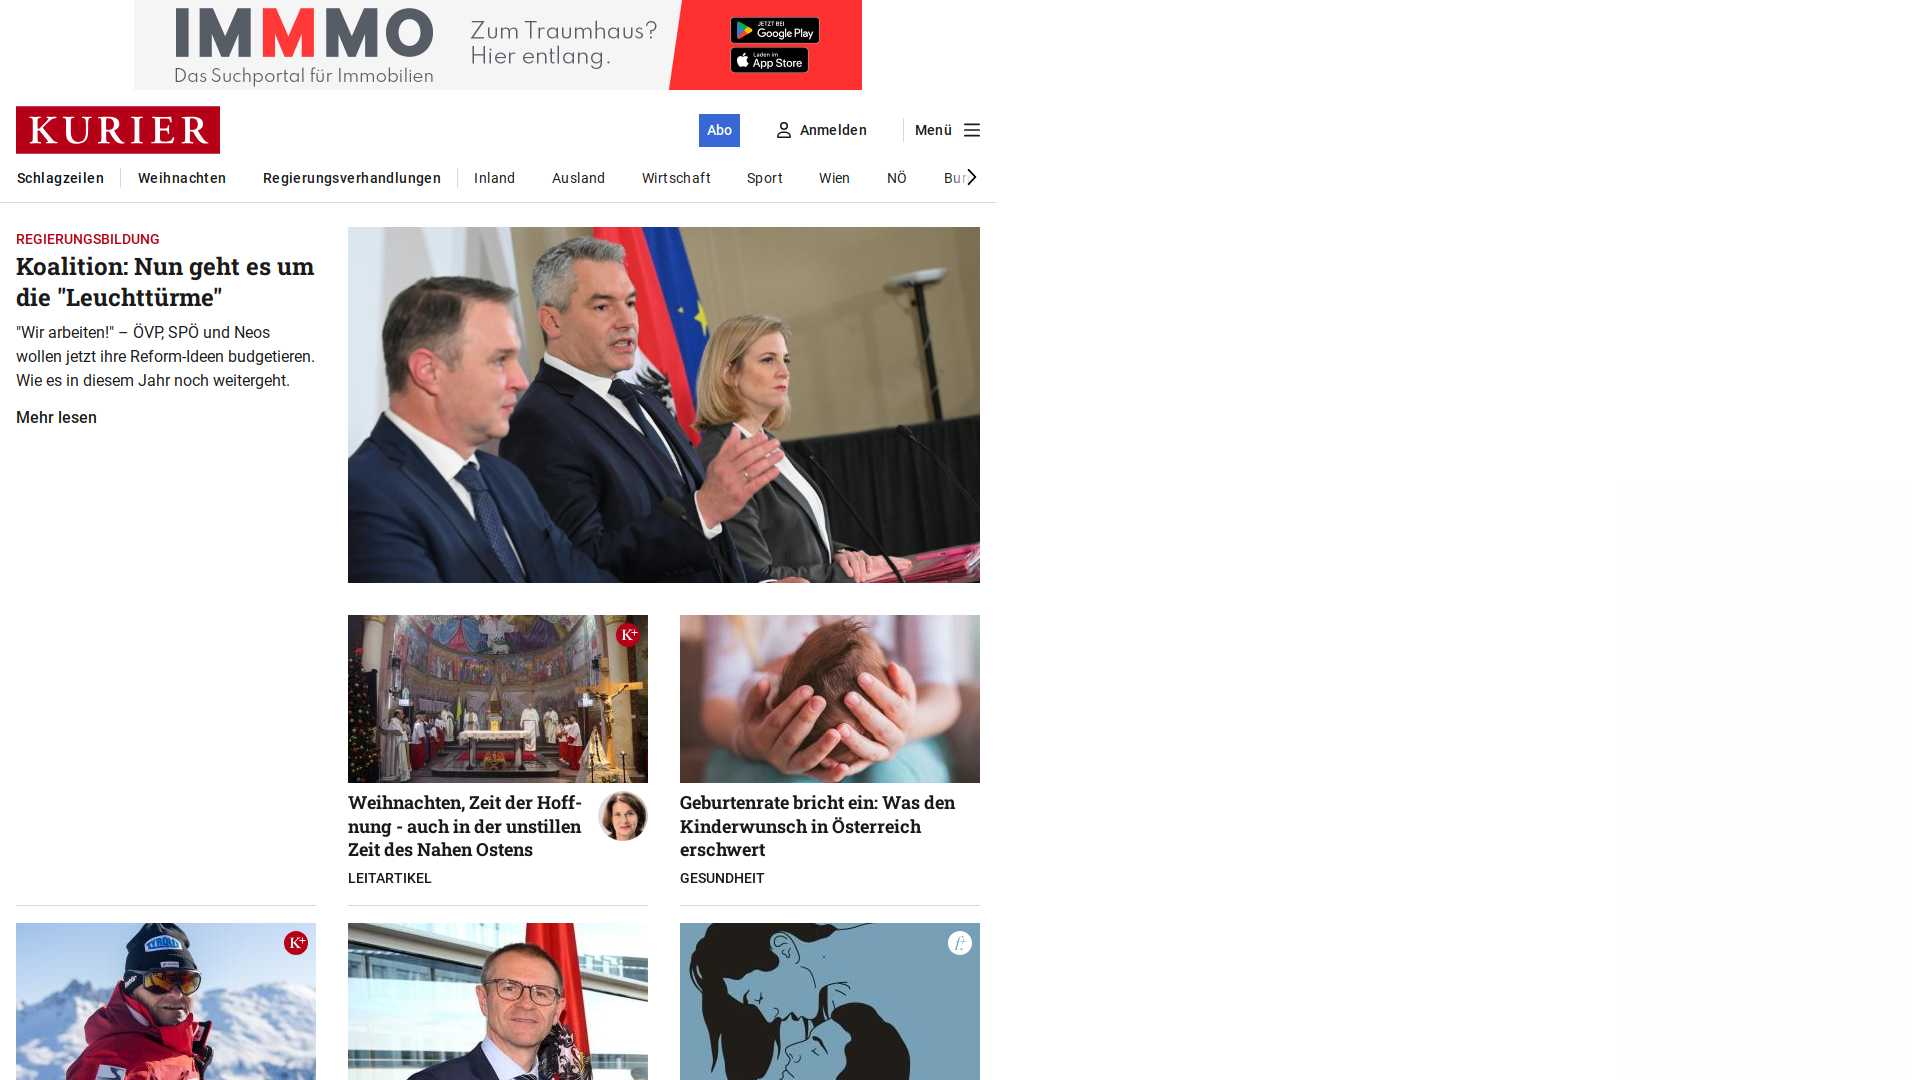 IMMMO
Das Suchportal für Immobilien
Zum Traumhaus?
Hier entlang.
JETZT BEI
Google Play
Laden im
App Store
KURIER
Abo
Anmelden
Menü
Schlagzeilen
Weihnachten
Regierungsverhandlungen
Inland
Ausland
Wirtschaft
Sport
Wien
NÖ
Bur
REGIERUNGSBILDUNG
Koalition: Nun geht es um
die "Leuchttürme"
"Wir arbeiten!" – ÖVP, SPÖ und Neos
wollen jetzt ihre Reform-Ideen budgetieren.
Wie es in diesem Jahr noch weitergeht.
Mehr lesen
K+
Weihnachten, Zeit der Hoff-
nung - auch in der unstillen
Zeit des Nahen Ostens
LEITARTIKEL
Geburtenrate bricht ein: Was den
Kinderwunsch in Österreich
erschwert
GESUNDHEIT
TYROLIT
K+
f+